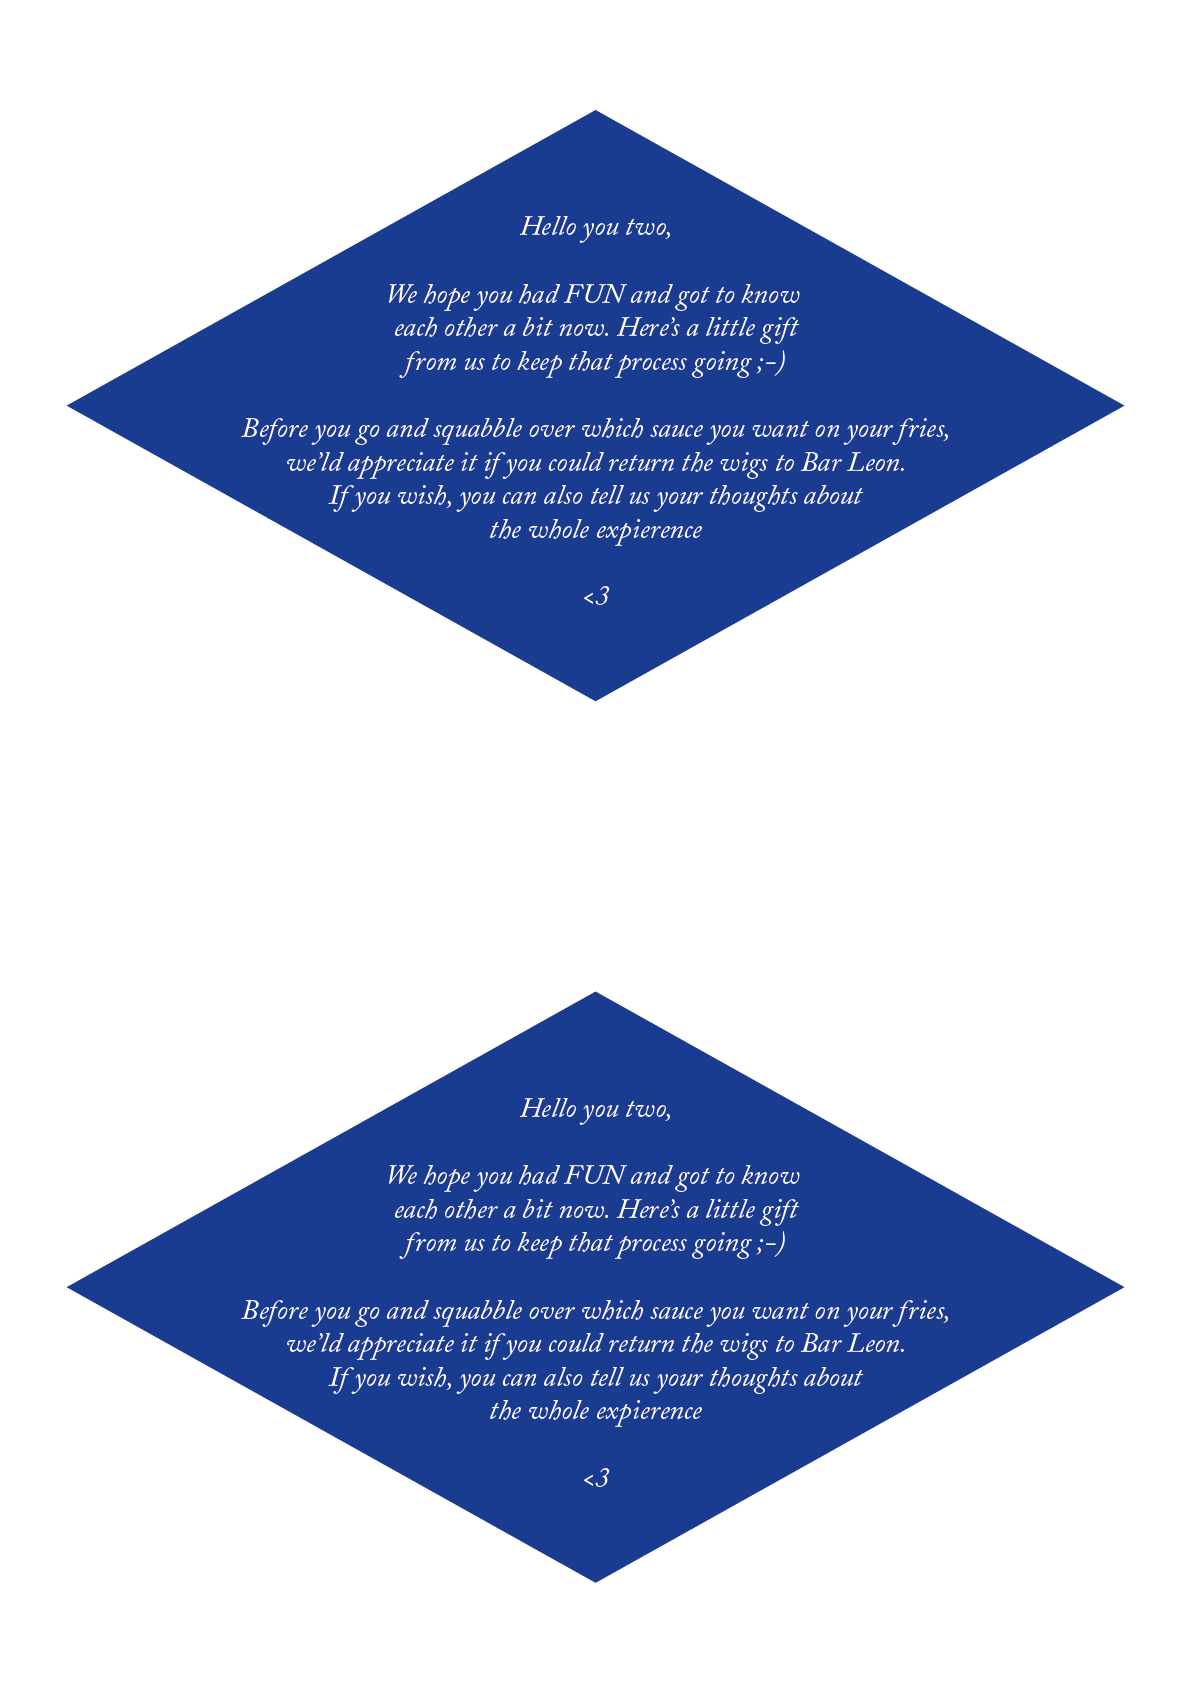 Hello you two,
We hope you had FUN and got to know
each other a bit now. Here’s a little gift
from us to keep that process going ;-)
Before you go and squabble over which sauce you want on your fries,
we’ld appreciate it if you could return the wigs to Bar Leon.
If you wish, you can also tell us your thoughts about
the whole expierence
<3
Hello you two,
We hope you had FUN and got to know
each other a bit now. Here’s a little gift
from us to keep that process going ;-)
Before you go and squabble over which sauce you want on your fries,
we’ld appreciate it if you could return the wigs to Bar Leon.
If you wish, you can also tell us your thoughts about
the whole expierence
<3